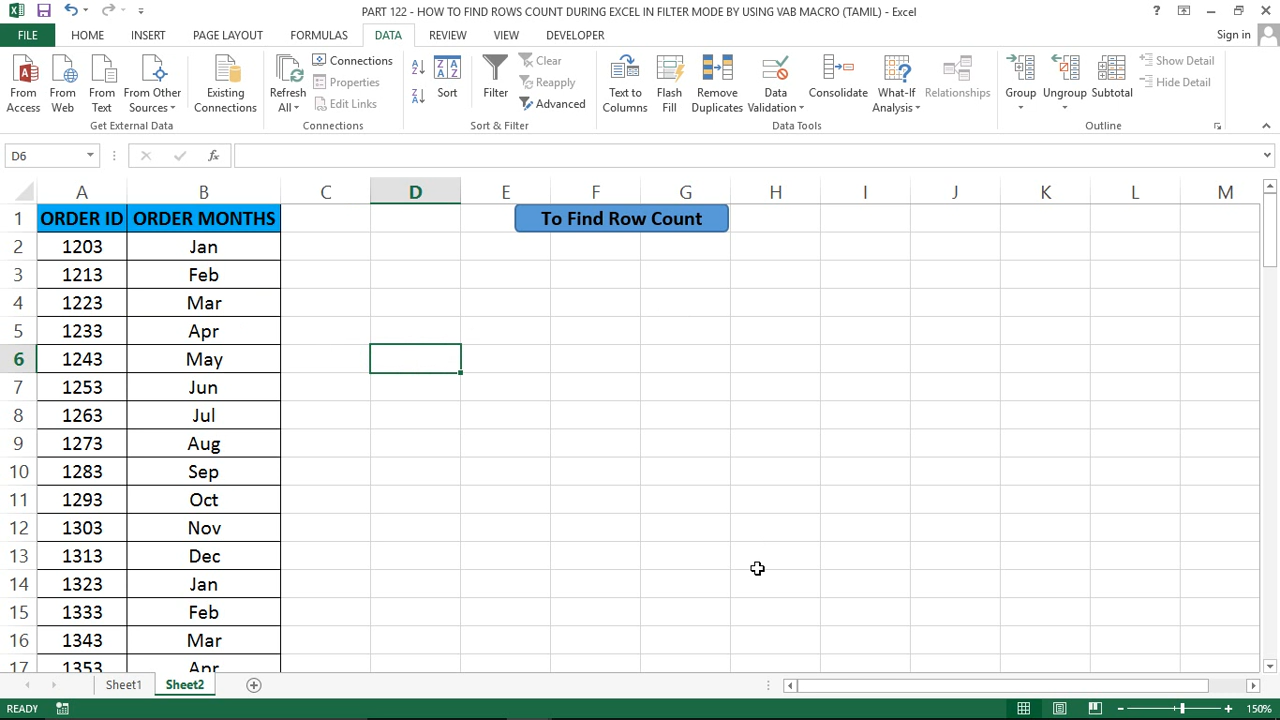 PART 122 - HOW TO FIND ROWS COUNT DURING EXCEL IN FILTER MODE BY USING VAB MACRO (TAMIL) - Excel
FILE HOME INSERT PAGE LAYOUT FORMULAS DATA REVIEW VIEW DEVELOPER Sign in
From Access
From Web
From Text
From Other Sources
Existing Connections
Get External Data
Refresh All
Connections
Properties
Edit Links
Connections
Sort
Filter
Clear
Reapply
Advanced
Sort & Filter
Text to Columns
Flash Fill
Remove Duplicates
Data Validation
Consolidate
What-If Analysis
Relationships
Data Tools
Group
Ungroup
Subtotal
Show Detail
Hide Detail
Outline
D6 fx
A B C D E F G H I J K L M
1 ORDER ID ORDER MONTHS To Find Row Count
2 1203 Jan
3 1213 Feb
4 1223 Mar
5 1233 Apr
6 1243 May
7 1253 Jun
8 1263 Jul
9 1273 Aug
10 1283 Sep
11 1293 Oct
12 1303 Nov
13 1313 Dec
14 1323 Jan
15 1333 Feb
16 1343 Mar
17 1353 Apr
Sheet1 Sheet2
READY 150%